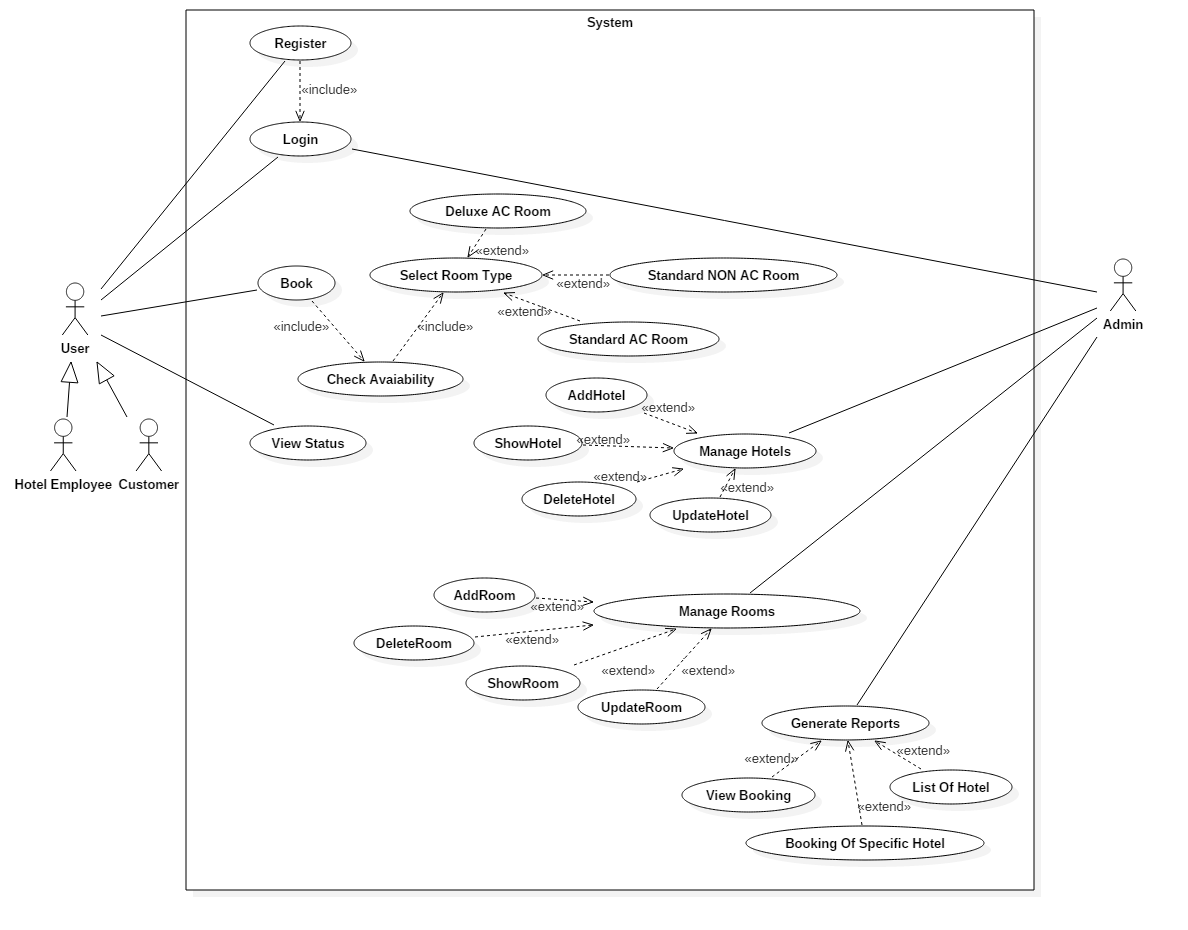 System
Register
«include»
Login
Deluxe AC Room
«extend»
Select Room Type
Standard NON AC Room
«extend»
Book
«extend»
«include»
«include»
Standard AC Room
Check Avaiability
User
Admin
AddHotel
«extend»
ShowHotel
«extend»
Manage Hotels
View Status
«extend»
DeleteHotel
«extend»
UpdateHotel
Hotel Employee
Customer
AddRoom
«extend»
Manage Rooms
DeleteRoom
«extend»
ShowRoom
«extend»
«extend»
UpdateRoom
Generate Reports
«extend»
«extend»
View Booking
List Of Hotel
«extend»
Booking Of Specific Hotel